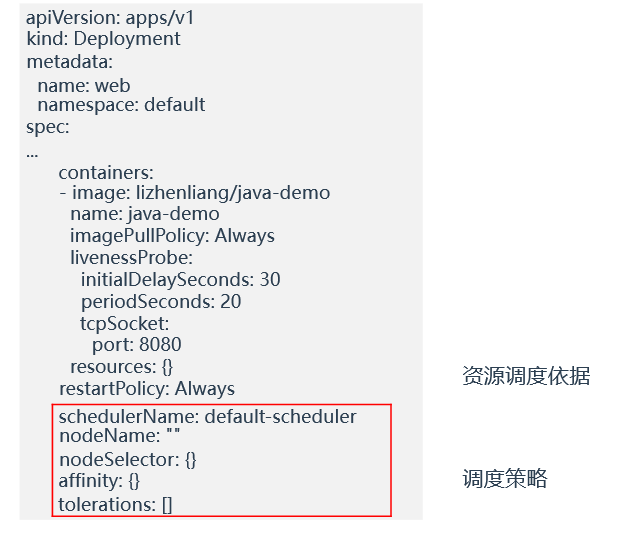 apiVersion: apps/v1
kind: Deployment
metadata:
  name: web
  namespace: default
spec:
...
      containers:
      - image: lizhenliang/java-demo
        name: java-demo
        imagePullPolicy: Always
        livenessProbe:
          initialDelaySeconds: 30
          periodSeconds: 20
          tcpSocket:
            port: 8080
        resources: {}
资源调度依据
      restartPolicy: Always
      schedulerName: default-scheduler
      nodeName: ""
      nodeSelector: {}
      affinity: {}
调度策略
      tolerations: []